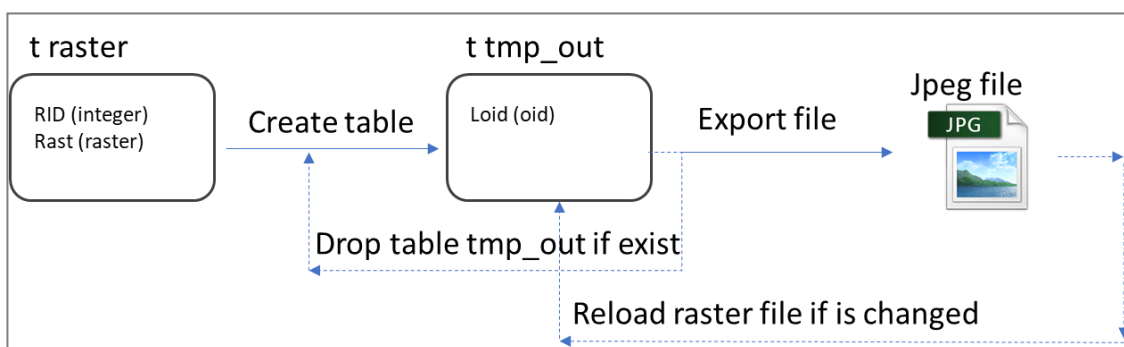 t raster
t tmp_out
Jpeg file
RID (integer)
Rast (raster)
Create table
Loid (oid)
Export file
JPG
Drop table tmp_out if exist
Reload raster file if is changed